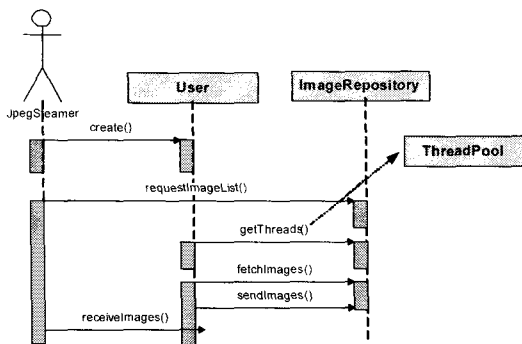 User
ImageRepository
JpegSteamer
create()
ThreadPool
requestImageList()
getThreads()
fetchImages()
sendImages()
receiveImages()